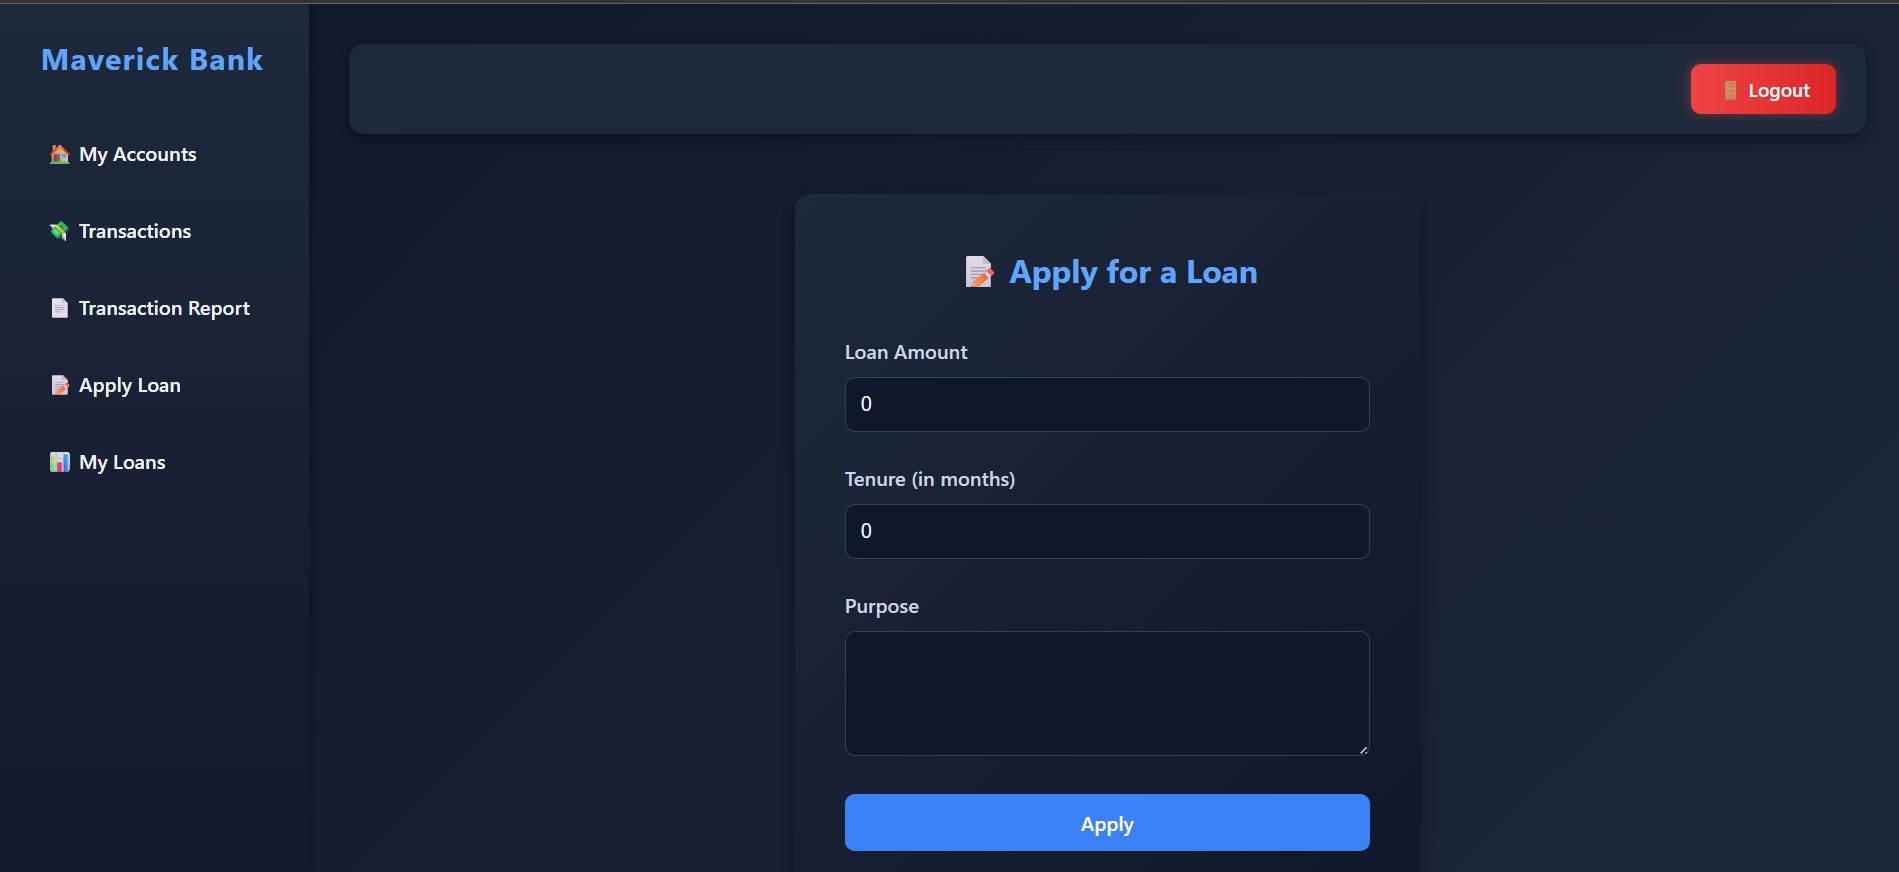 Maverick Bank
My Accounts
Transactions
Transaction Report
Apply Loan
My Loans
Logout
Apply for a Loan
Loan Amount
0
Tenure (in months)
0
Purpose
Apply